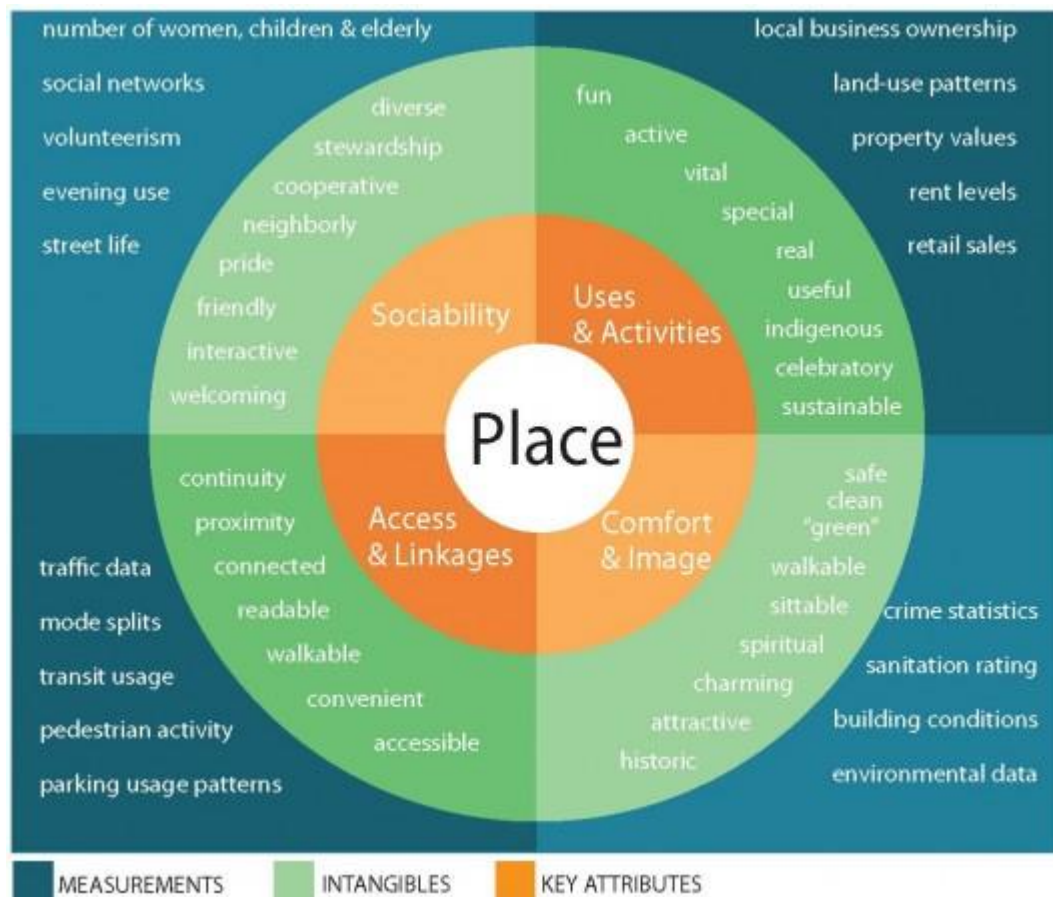 number of women, children & elderly
social networks
volunteerism
evening use
street life
diverse
stewardship
cooperative
neighborly
pride
friendly
interactive
welcoming
Sociability
local business ownership
land-use patterns
property values
rent levels
retail sales
fun
active
vital
special
real
useful
indigenous
celebratory
sustainable
Uses
& Activities
Place
continuity
proximity
connected
readable
walkable
convenient
accessible
Access
& Linkages
traffic data
mode splits
transit usage
pedestrian activity
parking usage patterns
Comfort
& Image
safe
clean
"green"
walkable
sittable
spiritual
charming
attractive
historic
crime statistics
sanitation rating
building conditions
environmental data
MEASUREMENTS
INTANGIBLES
KEY ATTRIBUTES